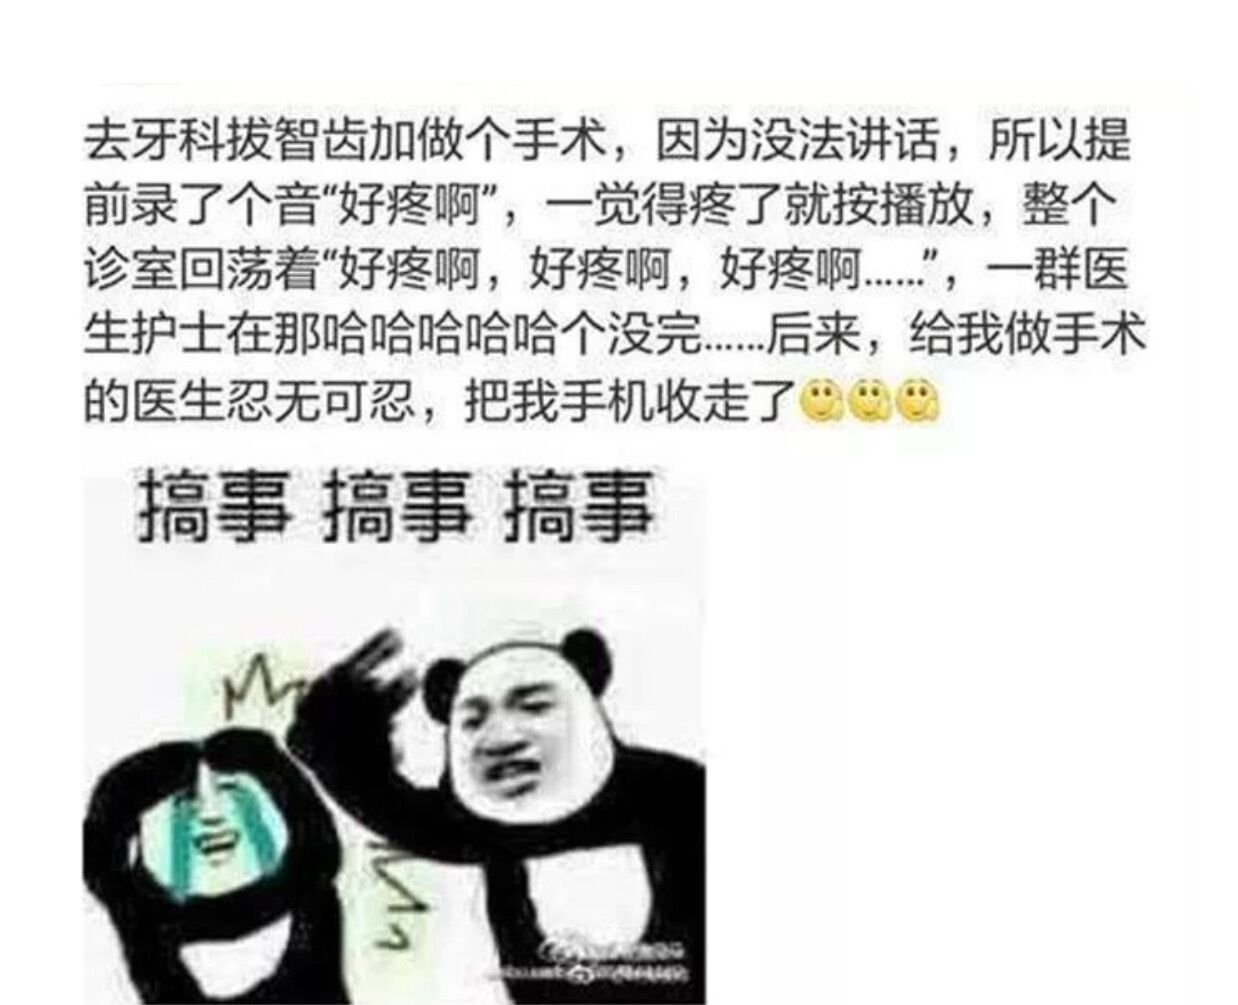 去牙科拔智齿加做个手术，因为没法讲话，所以提
前录了个音“好疼啊”，一觉得疼了就按播放，整个
诊室回荡着“好疼啊，好疼啊，好疼啊……”，一群医
生护士在那哈哈哈哈哈个没完……后来，给我做手术
的医生忍无可忍，把我手机收走了
搞事 搞事 搞事